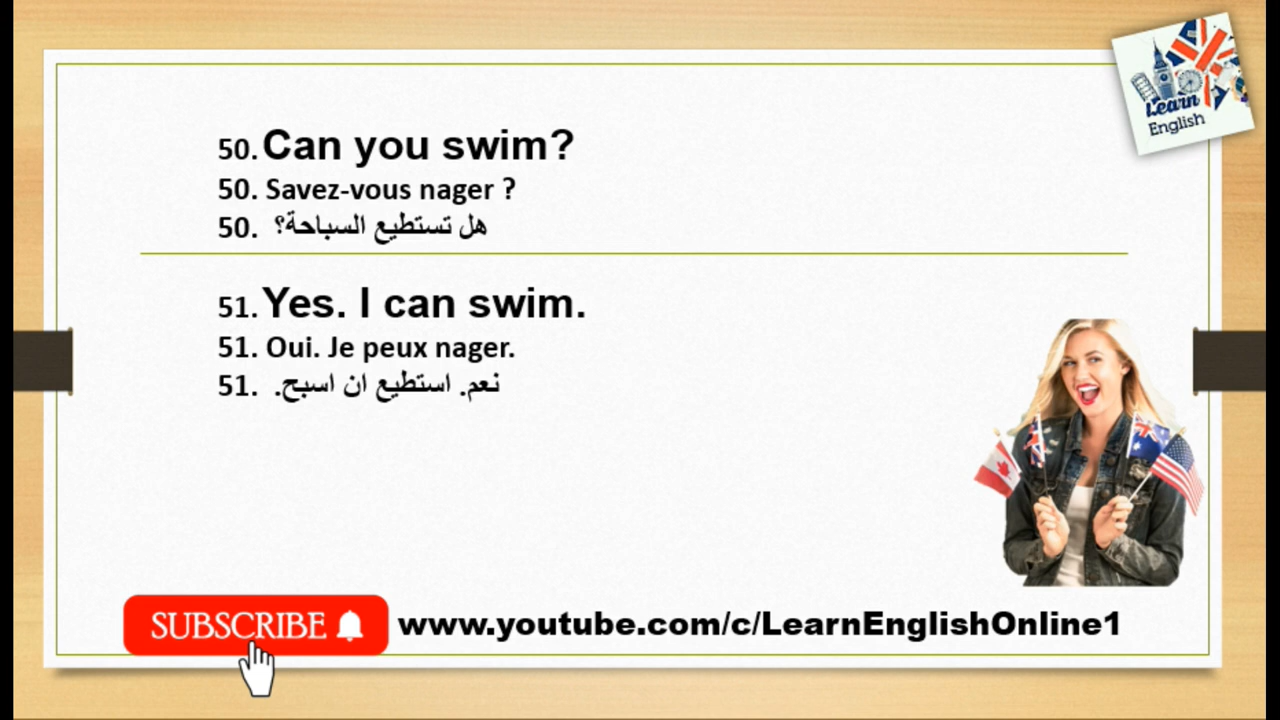 Learn
English
50. Can you swim?
50. Savez-vous nager ?
50. هل تستطيع السباحة؟
51. Yes. I can swim.
51. Oui. Je peux nager.
51. نعم. استطيع ان اسبح.
SUBSCRIBE
www.youtube.com/c/LearnEnglishOnline1